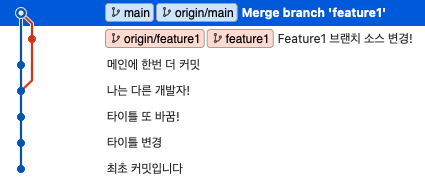 main origin/main Merge branch 'feature1'
origin/feature1 feature1 Feature1 브랜치 소스 변경!
메인에 한번 더 커밋
나는 다른 개발자!
타이틀 또 바꿈!
타이틀 변경
최초 커밋입니다